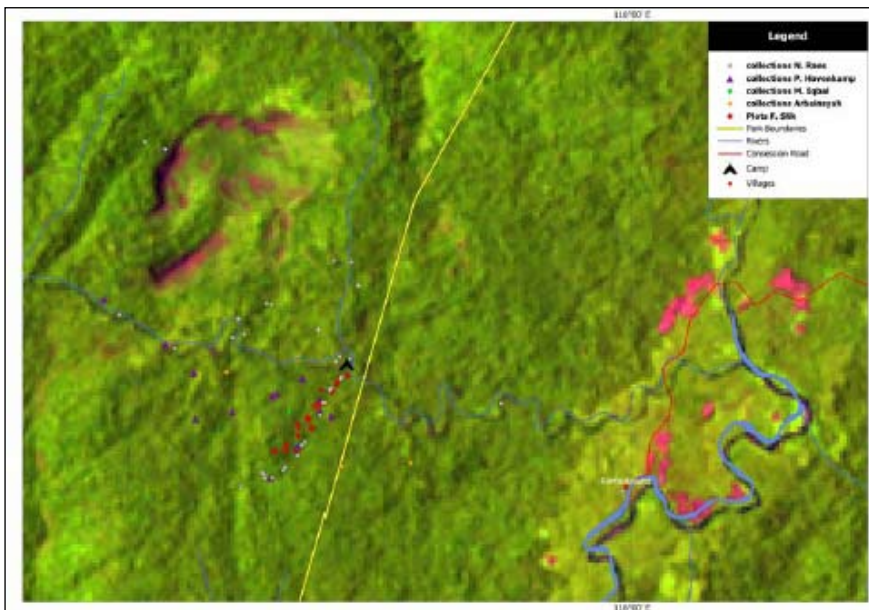 Legend
collections N. Raes
collections P. Hovenkamp
collections M. Iqbal
collections Arbainsyah
Plots F. Slik
Park Boundaries
Rivers
Concession Road
Camp
Villages